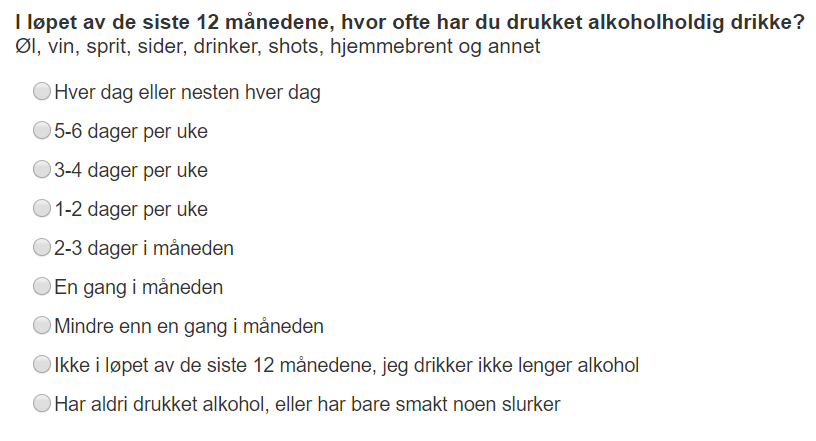 I løpet av de siste 12 månedene, hvor ofte har du drukket alkoholholdig drikke?
Øl, vin, sprit, sider, drinker, shots, hjemmebrent og annet
Hver dag eller nesten hver dag
5-6 dager per uke
3-4 dager per uke
1-2 dager per uke
2-3 dager i måneden
En gang i måneden
Mindre enn en gang i måneden
Ikke i løpet av de siste 12 månedene, jeg drikker ikke lenger alkohol
Har aldri drukket alkohol, eller har bare smakt noen slurker